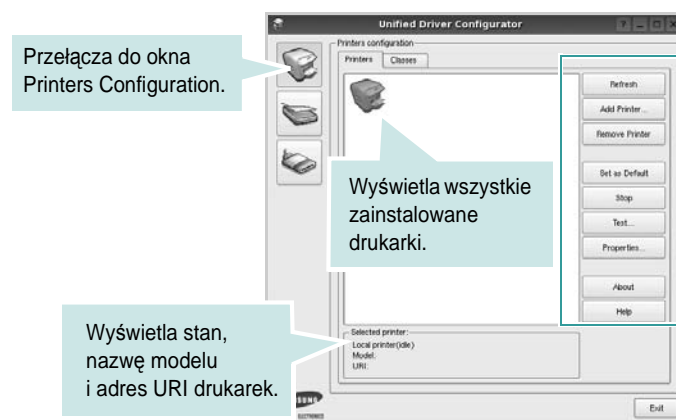 Unified Driver Configurator
Przełącza do okna
Printers Configuration.
Printers configuration
Printers
Classes
Refresh
Add Printer...
Remove Printer
Set as Default
Stop
Test...
Properties...
About
Help
Wyświetla wszystkie
zainstalowane
drukarki.
Wyświetla stan,
nazwę modelu
i adres URI drukarek.
Selected printer:
Local printer(idle)
Model:
URI:
ELECTRONICS
Exit